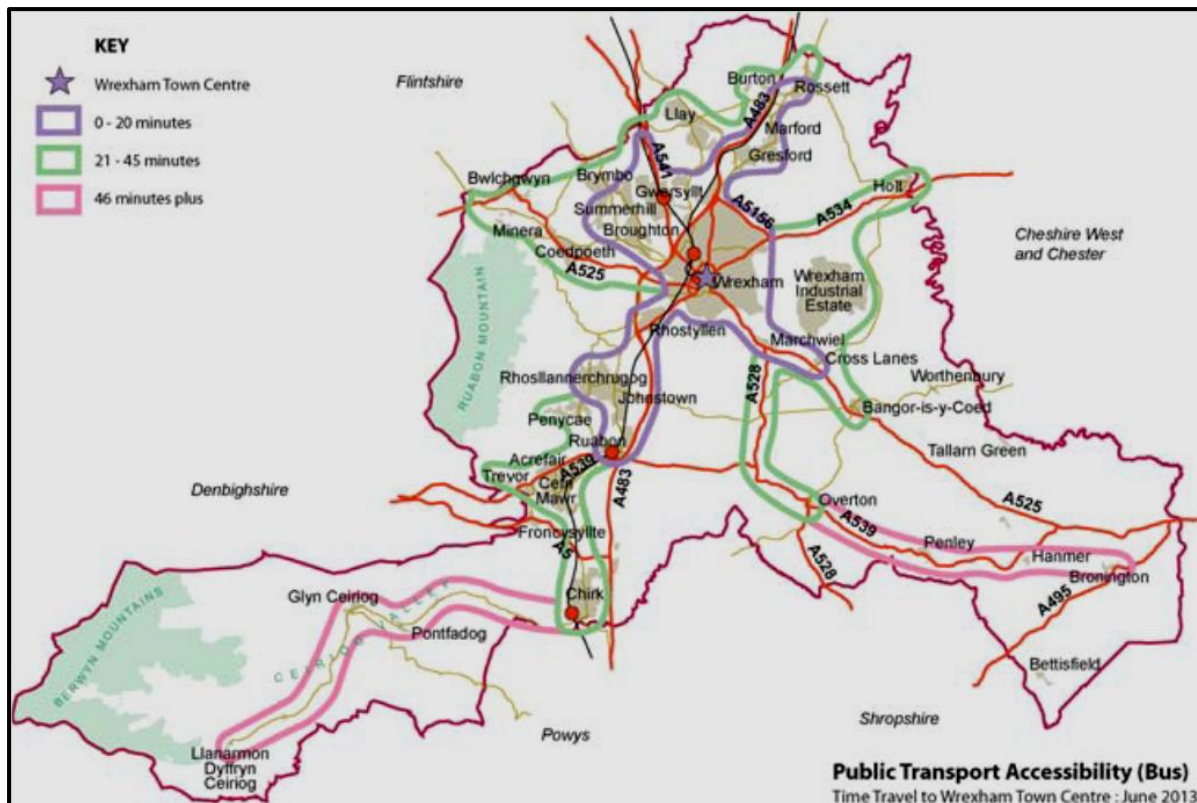 KEY
Wrexham Town Centre
0 - 20 minutes
21 - 45 minutes
46 minutes plus
Flintshire
Burton
Rossett
A483
Llay
Marford
Gresford
A541
Bwlchgwyn
Brymbo
Gwersyllt
Holt
Summerhill
A5156
A534
Minera
Broughton
Cheshire West
and Chester
Coedpoeth
A525
Wrexham
Wrexham
Industrial
Estate
RUABON MOUNTAIN
Rhostyllen
Marchwiel
Cross Lanes
Rhosllannerchrugog
A528
Worthenbury
Johnstown
Bangor-is-y-Coed
Penycae
Ruabon
Tallarn Green
Acrefair
A539
Trevor
Cefn
Mawr
A483
Denbighshire
Overton
A525
A539
Froncysyllte
A5
Penley
Hanmer
A528
Bronington
Chirk
Glyn Ceiriog
A495
CEIRIOG VALLEY
Pontfadog
BERWYN MOUNTAINS
Bettisfield
Llanarmon
Dyffryn
Ceiriog
Powys
Shropshire
Public Transport Accessibility (Bus)
Time Travel to Wrexham Town Centre : June 2013